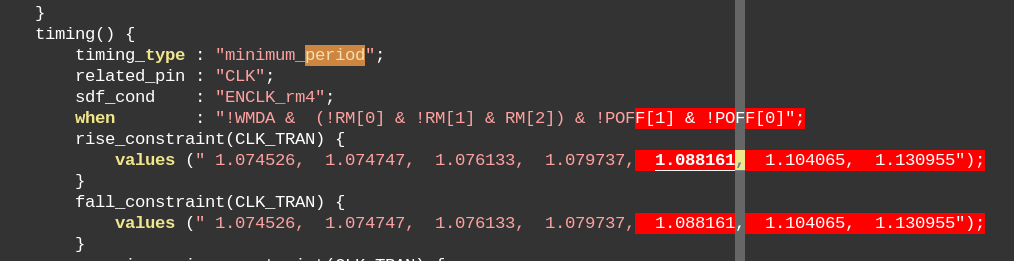 }
timing() {
timing_type : "minimum_period";
related_pin : "CLK";
sdf_cond    : "ENCLK_rm4";
when        : "!WMDA &  (!RM[0] & !RM[1] & RM[2]) & !POFF[1] & !POFF[0]";
rise_constraint(CLK_TRAN) {
values (" 1.074526,  1.074747,  1.076133,  1.079737,  1.088161,  1.104065,  1.130955");
}
fall_constraint(CLK_TRAN) {
values (" 1.074526,  1.074747,  1.076133,  1.079737,  1.088161,  1.104065,  1.130955");
}